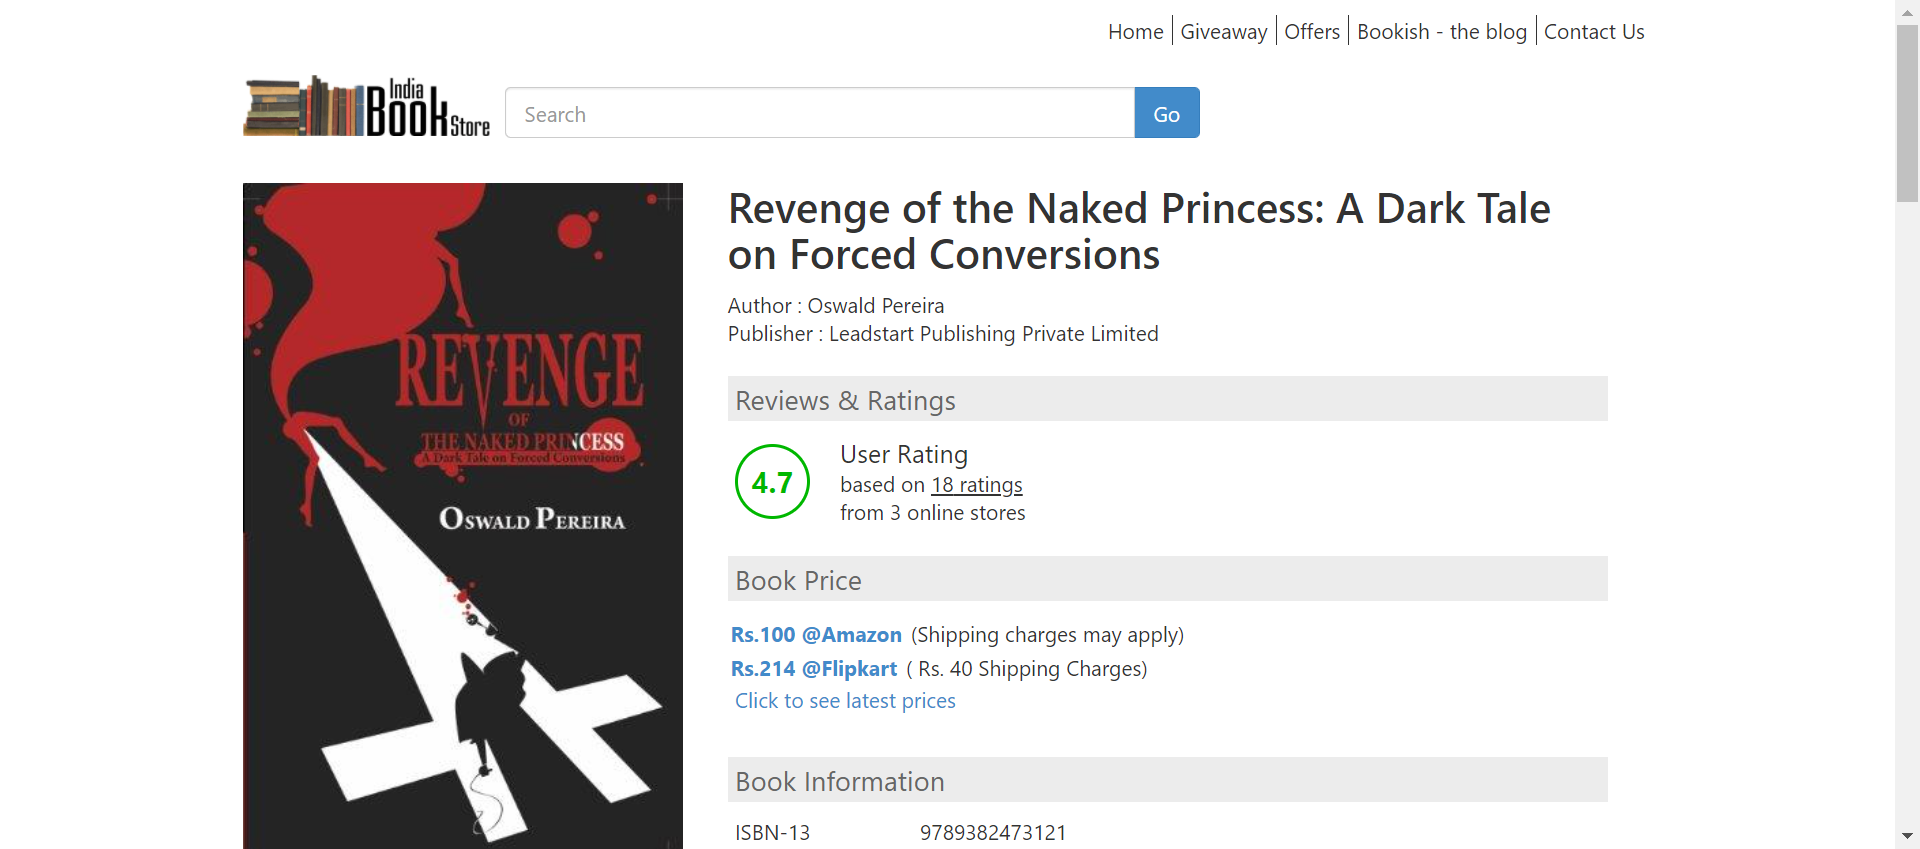 Home Giveaway Offers Bookish - the blog Contact Us
India
Book Store
Search
Go
REVENGE
OF
THE NAKED PRINCESS
A Dark Tale on Forced Conversions
OSWALD PEREIRA
Revenge of the Naked Princess: A Dark Tale
on Forced Conversions
Author : Oswald Pereira
Publisher : Leadstart Publishing Private Limited
Reviews & Ratings
4.7
User Rating
based on 18 ratings
from 3 online stores
Book Price
Rs.100 @Amazon (Shipping charges may apply)
Rs.214 @Flipkart ( Rs. 40 Shipping Charges)
Click to see latest prices
Book Information
ISBN-13 9789382473121